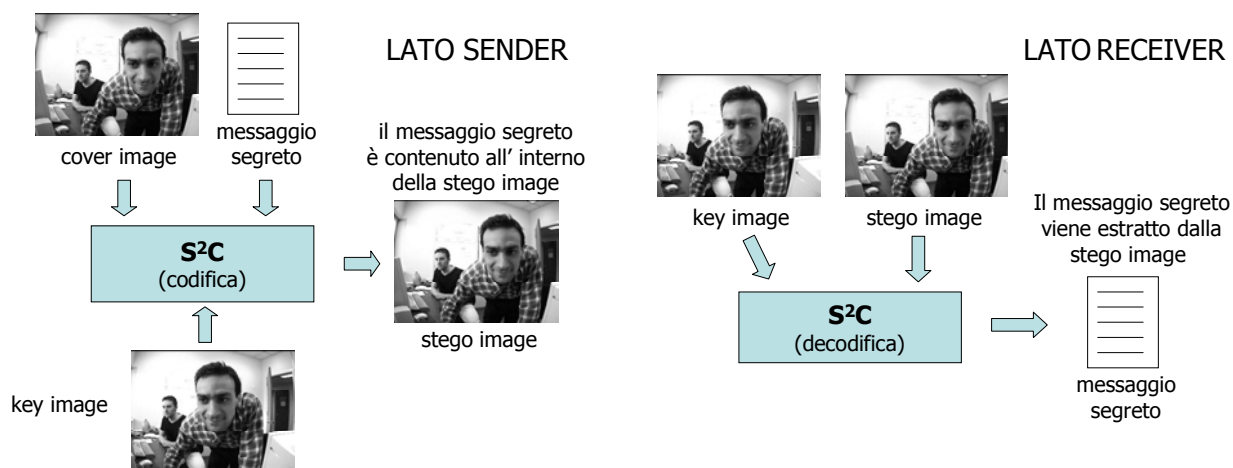 LATO SENDER
cover image
messaggio
segreto
il messaggio segreto
è contenuto all’ interno
della stego image
S²C
(codifica)
stego image
key image
LATO RECEIVER
key image
stego image
Il messaggio segreto
viene estratto dalla
stego image
S²C
(decodifica)
messaggio
segreto